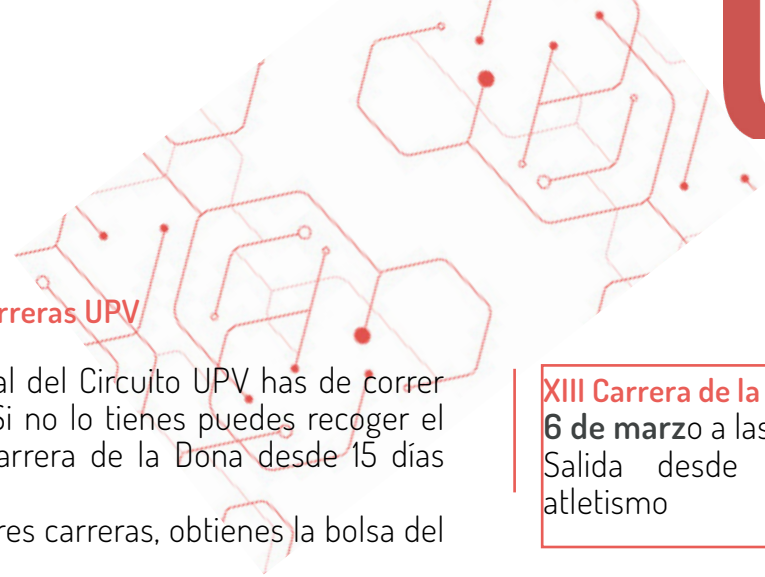 rreras UPV
al del Circuito UPV has de correr
Si no lo tienes puedes recoger el
arrera de la Dona desde 15 días
res carreras, obtienes la bolsa del
XIII Carrera de la
6 de marzo a las
Salida desde
atletismo